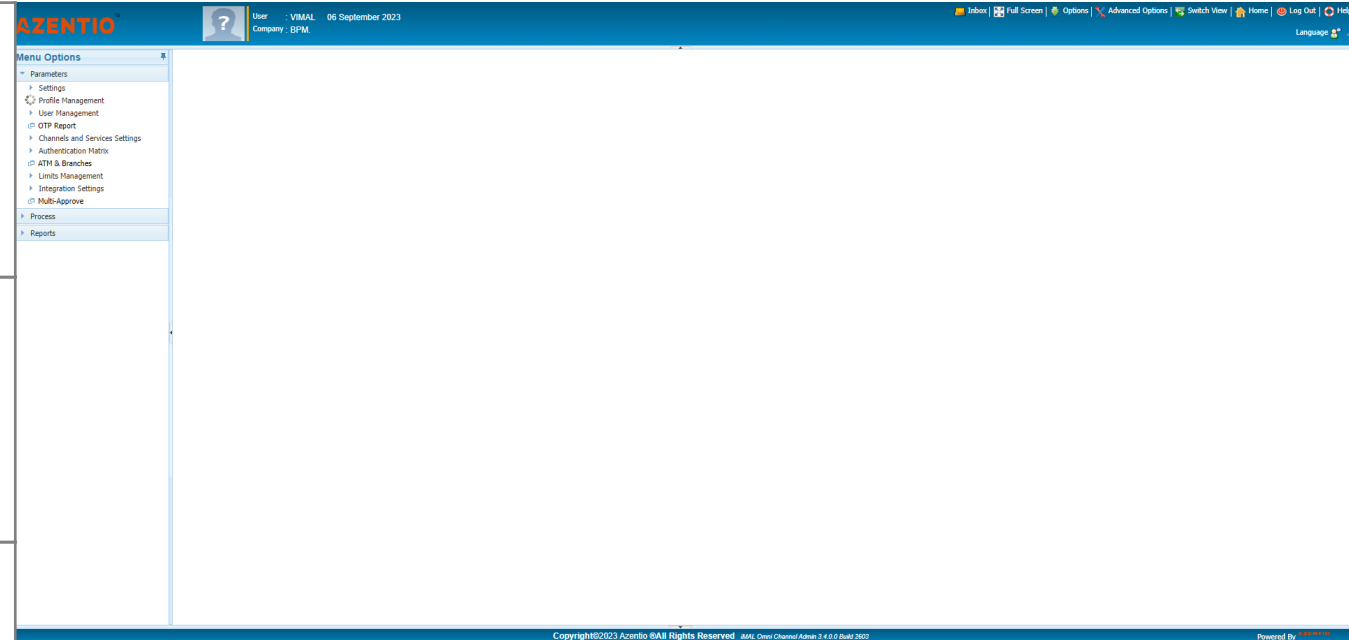 AZENTIO
User : VIMAL 06 September 2023
Company : BPM.
Inbox | Full Screen | Options | Advanced Options | Switch View | Home | Log Out | Help
Language
Menu Options
Parameters
Settings
Profile Management
User Management
OTP Report
Channels and Services Settings
Authentication Matrix
ATM & Branches
Limits Management
Integration Settings
Multi-Approve
Process
Reports
Copyright©2023 Azentio ®All Rights Reserved iMAL Omni Channel Admin 3.4.0.0 Build 2603
Powered By AZENTIO